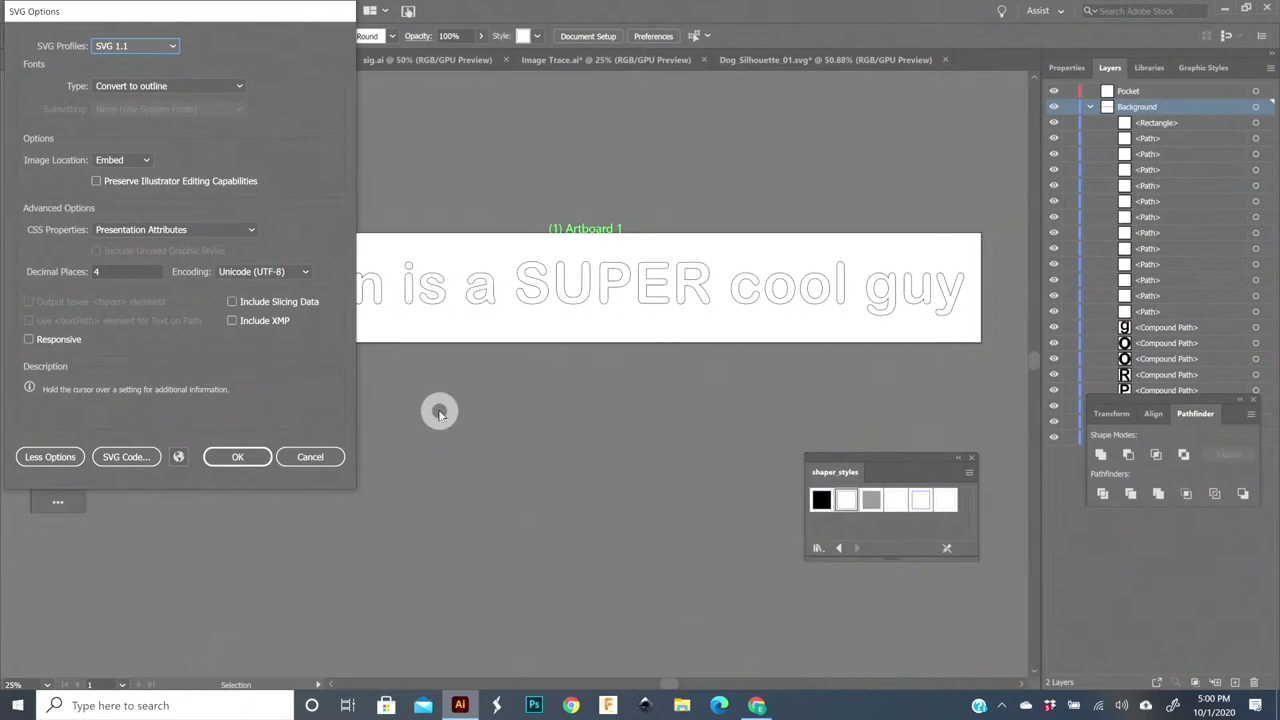 SVG Options
SVG Profiles: SVG 1.1
Fonts
Type: Convert to outline
Subsetting: None (Use System Fonts)
Options
Image Location: Embed
Preserve Illustrator Editing Capabilities
Advanced Options
CSS Properties: Presentation Attributes
Include Unused Graphic Styles
Decimal Places: 4 Encoding: Unicode (UTF-8)
Output fewer <tspan> elements Include Slicing Data
Use <textPath> element for Text on Path Include XMP
Responsive
Description
Hold the cursor over a setting for additional information.
Less Options SVG Code... OK Cancel
Assist Search Adobe Stock
Round Opacity: 100% Style: Document Setup Preferences
sig.ai @ 50% (RGB/GPU Preview) × Image Trace.ai* @ 25% (RGB/GPU Preview) × Dog_Silhouette_01.svg* @ 50.88% (RGB/GPU Preview) ×
(1) Artboard 1
is a SUPER cool guy
Properties Layers Libraries Graphic Styles
Pocket
Background
<Rectangle>
<Path>
<Path>
<Path>
<Path>
<Path>
<Path>
<Path>
<Path>
<Path>
<Path>
<Path>
<Path>
g <Compound Path>
O <Compound Path>
O <Compound Path>
R <Compound Path>
P <Compound Path>
Transform Align Pathfinder
Shape Modes:
Expand
Pathfinders:
shaper_styles
2 Layers
25% 1 Selection
Type here to search
Ai
Ps
5:00 PM
10/1/2020